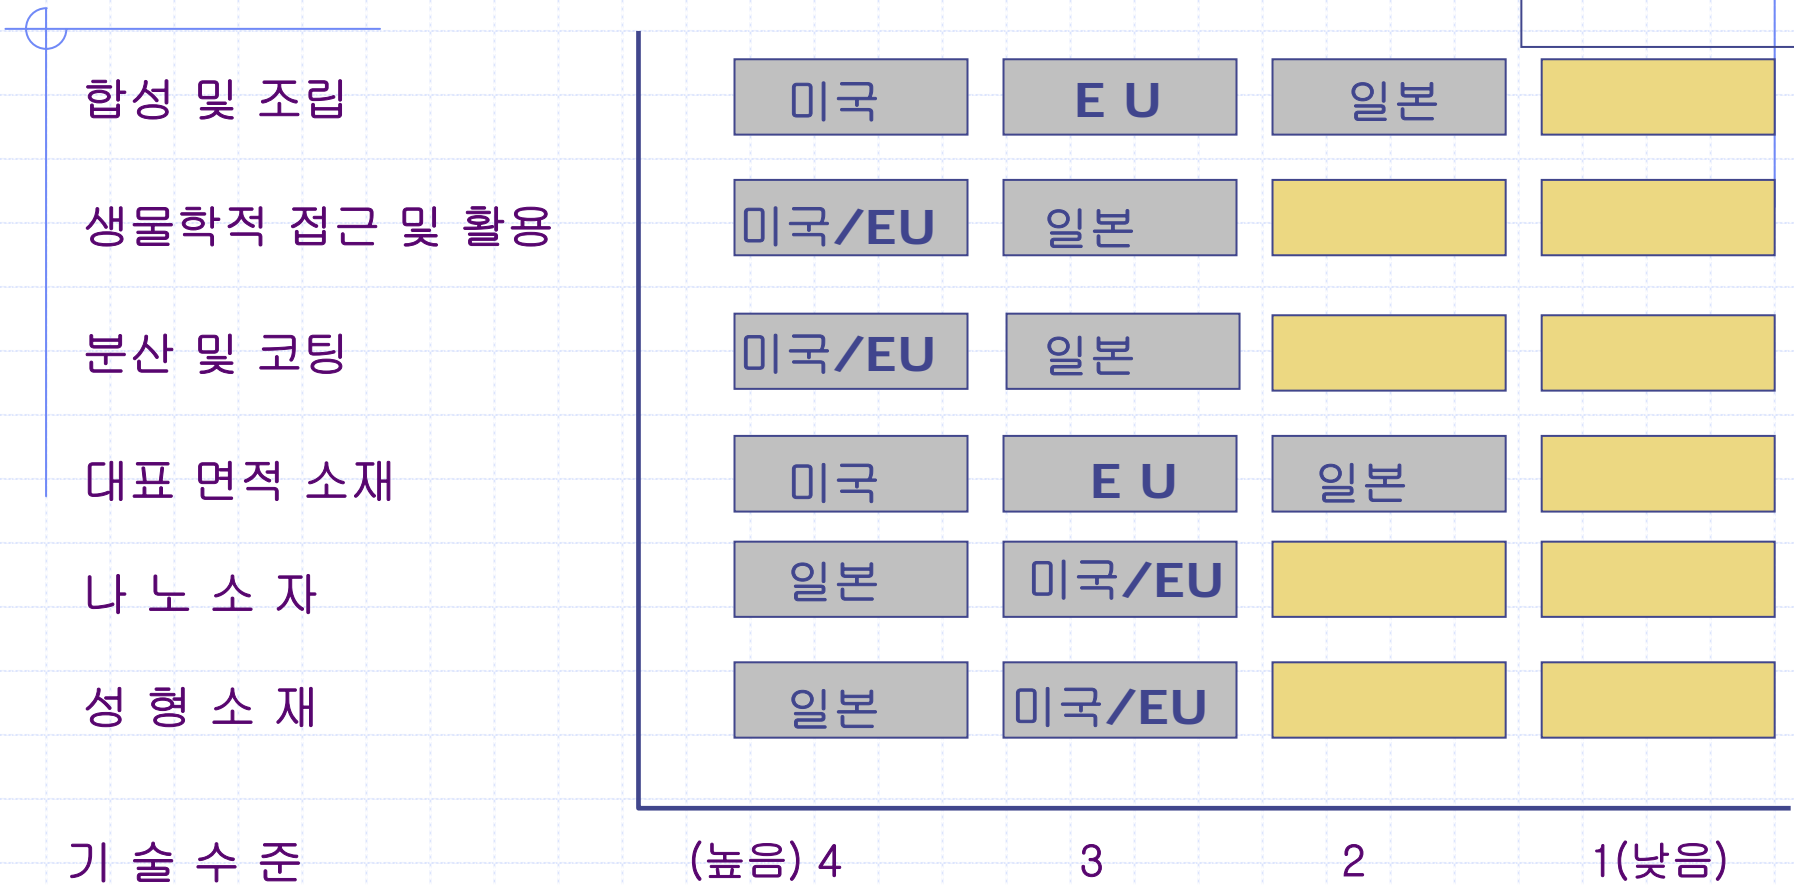 합성 및 조립 미국 E U 일본
생물학적 접근 및 활용 미국/EU 일본
분산 및 코팅 미국/EU 일본
대표 면적 소재 미국 E U 일본
나 노 소 자 일본 미국/EU
성 형 소 재 일본 미국/EU
기 술 수 준 (높음) 4 3 2 1(낮음)